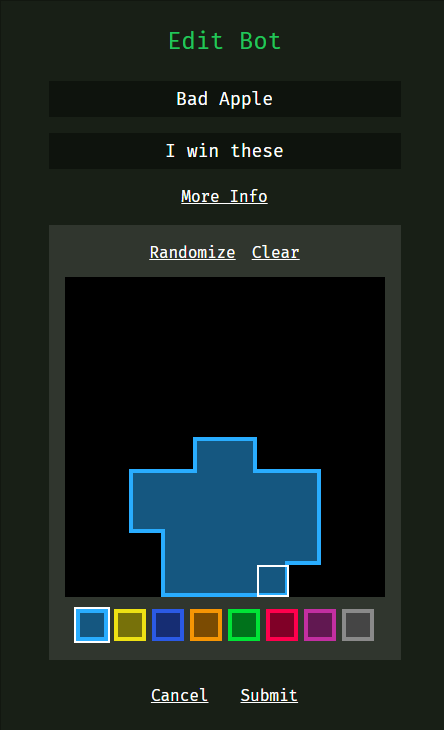 Edit Bot
Bad Apple
I win these
More Info
Randomize Clear
Cancel Submit